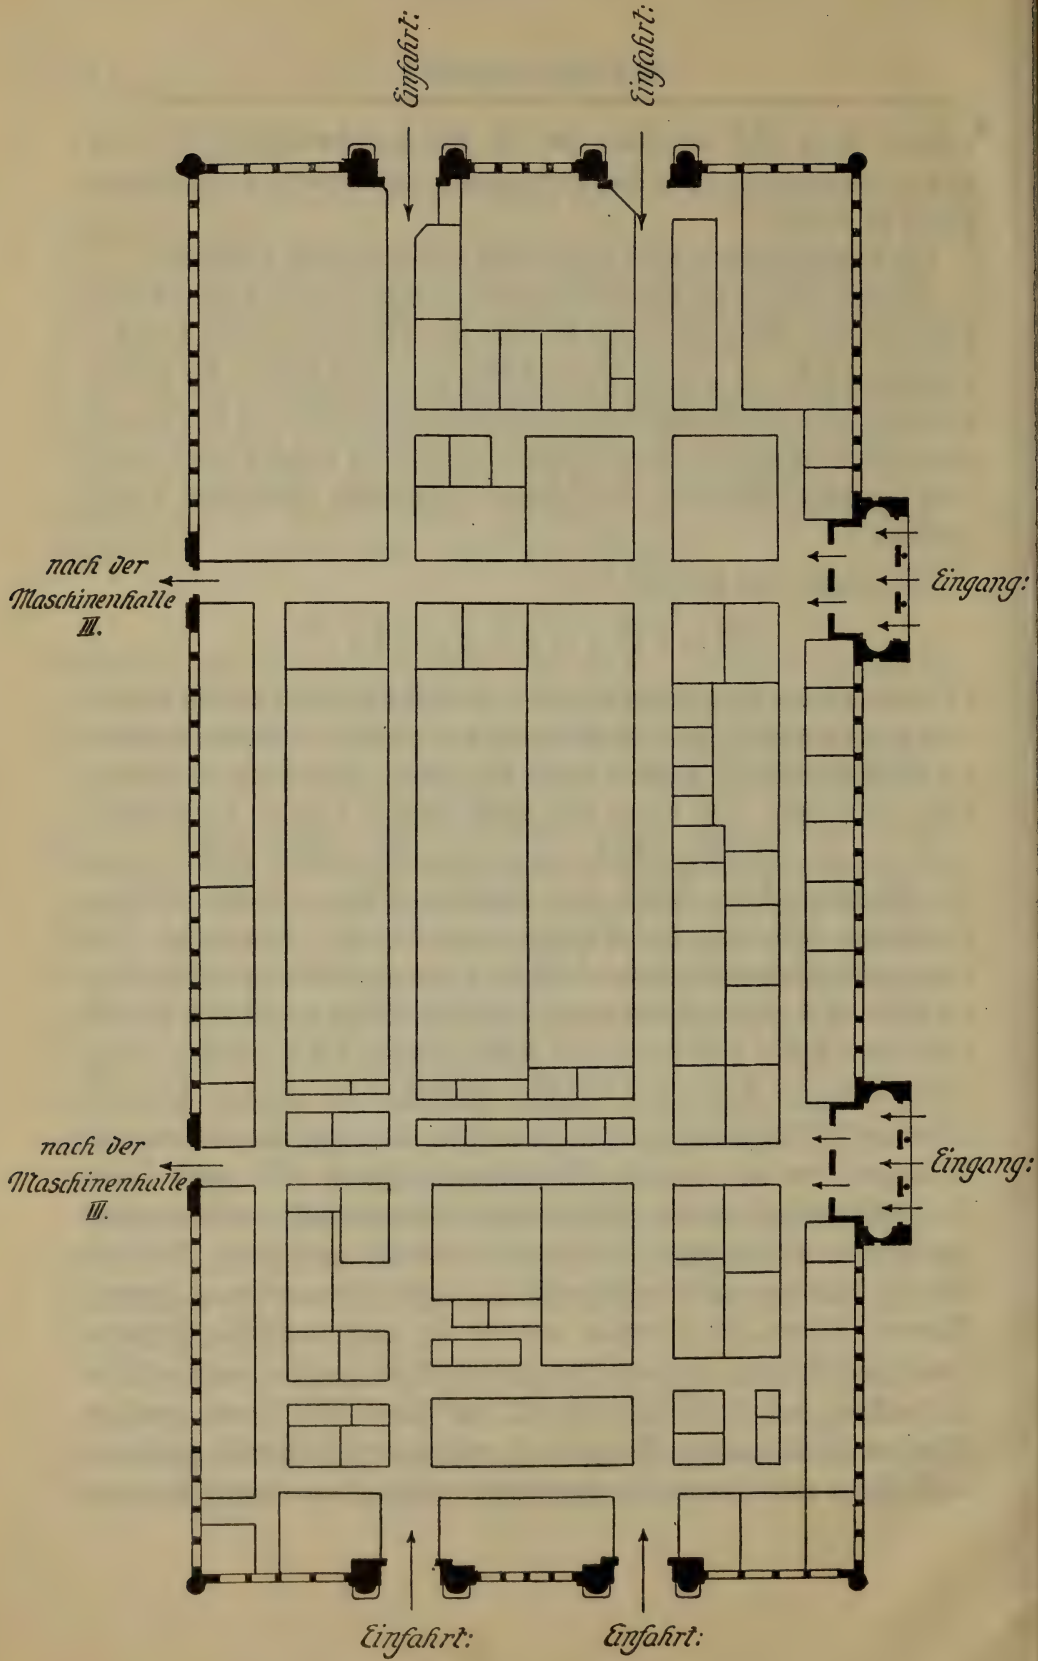 Einfahrt:
Einfahrt:
nach der
Maschinenhalle
III.
Eingang:
nach der
Maschinenhalle
III.
Eingang:
Einfahrt:
Einfahrt: